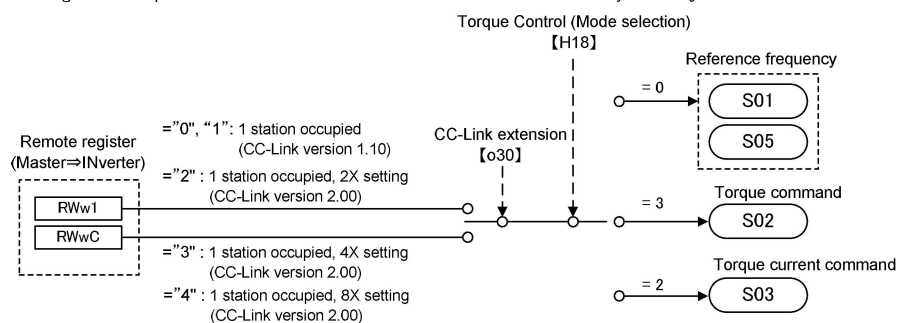 Torque Control (Mode selection)
【H18】
Reference frequency
= 0
S01
S05
Remote register
(Master⇒INverter)
RWw1
RWwC
="0", “1”: 1 station occupied
(CC-Link version 1.10)
="2" : 1 station occupied, 2X setting
(CC-Link version 2.00)
="3" : 1 station occupied, 4X setting
(CC-Link version 2.00)
="4" : 1 station occupied, 8X setting
(CC-Link version 2.00)
CC-Link extension
【o30】
Torque command
= 3
S02
Torque current command
= 2
S03